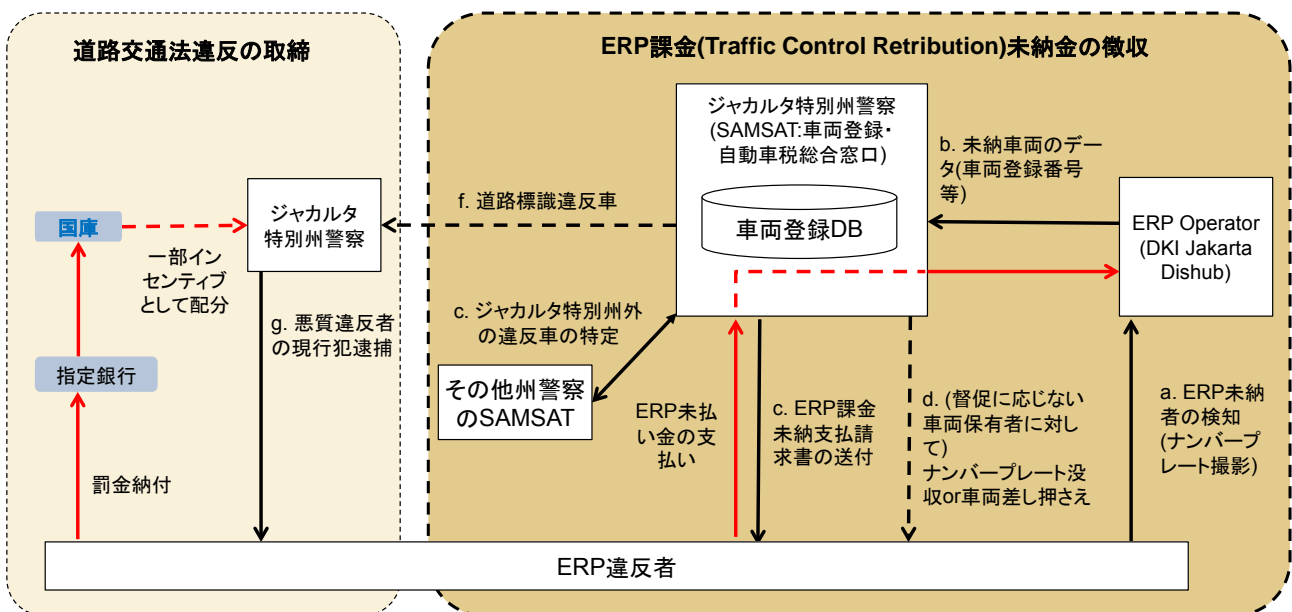 道路交通法違反の取締
国庫
一部イン
センティブ
として配分
ジャカルタ
特別州警察
g. 悪質違反者
の現行犯逮捕
指定銀行
罰金納付
ERP課金(Traffic Control Retribution)未納金の徴収
ジャカルタ特別州警察
(SAMSAT:車両登録・
自動車税総合窓口)
車両登録DB
f. 道路標識違反車
b. 未納車両のデー
タ(車両登録番号
等)
ERP Operator
(DKI Jakarta
Dishub)
c. ジャカルタ特別州外
の違反車の特定
その他州警察
のSAMSAT
ERP未払
い金の支
払い
c. ERP課金
未納支払請
求書の送付
d. (督促に応じない
車両保有者に対し
て)
ナンバープレート没
収or車両差し押さえ
a. ERP未納
者の検知
(ナンバープ
レート撮影)
ERP違反者